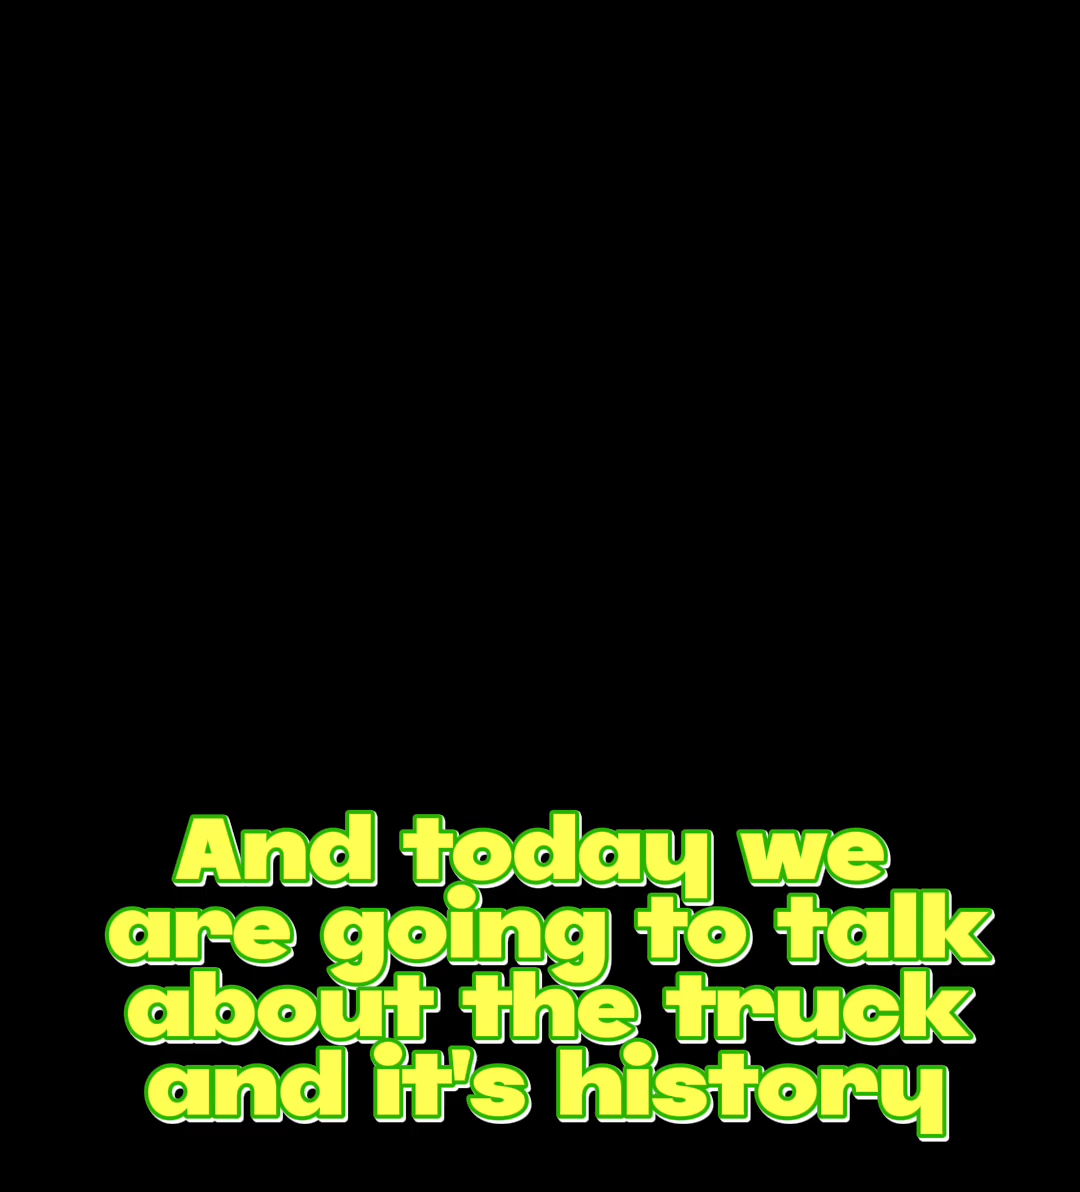 And today we
are going to talk
about the truck
and it's history